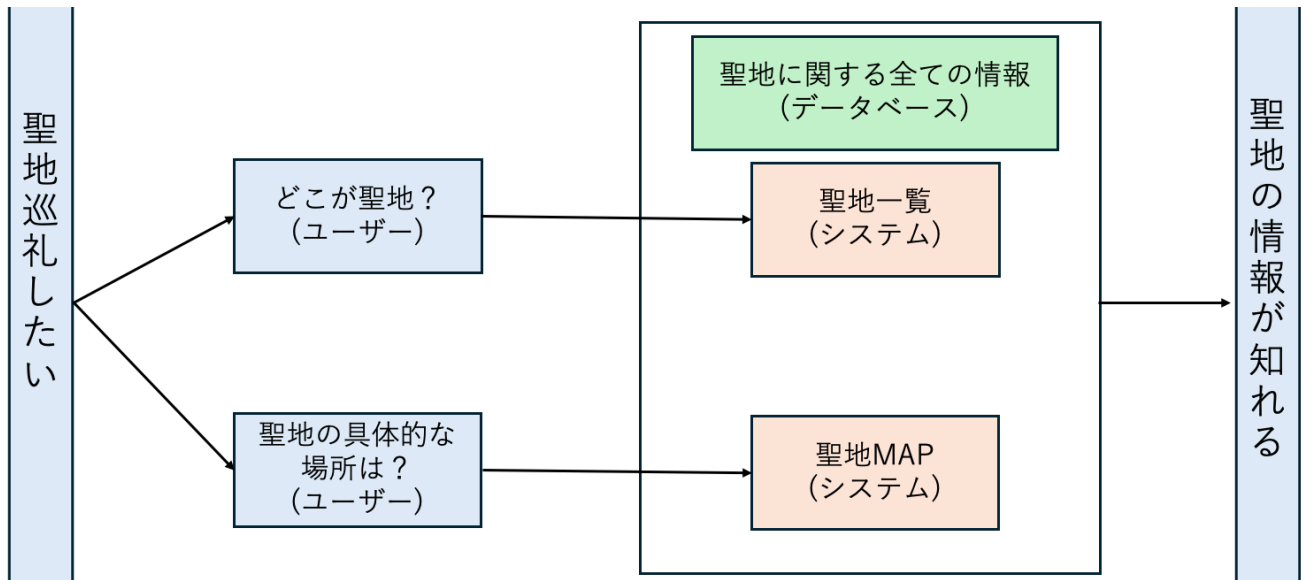 聖地巡礼したい
どこが聖地？
(ユーザー)
聖地の具体的な
場所は？
(ユーザー)
聖地に関する全ての情報
(データベース)
聖地一覧
(システム)
聖地MAP
(システム)
聖地の情報が知れる